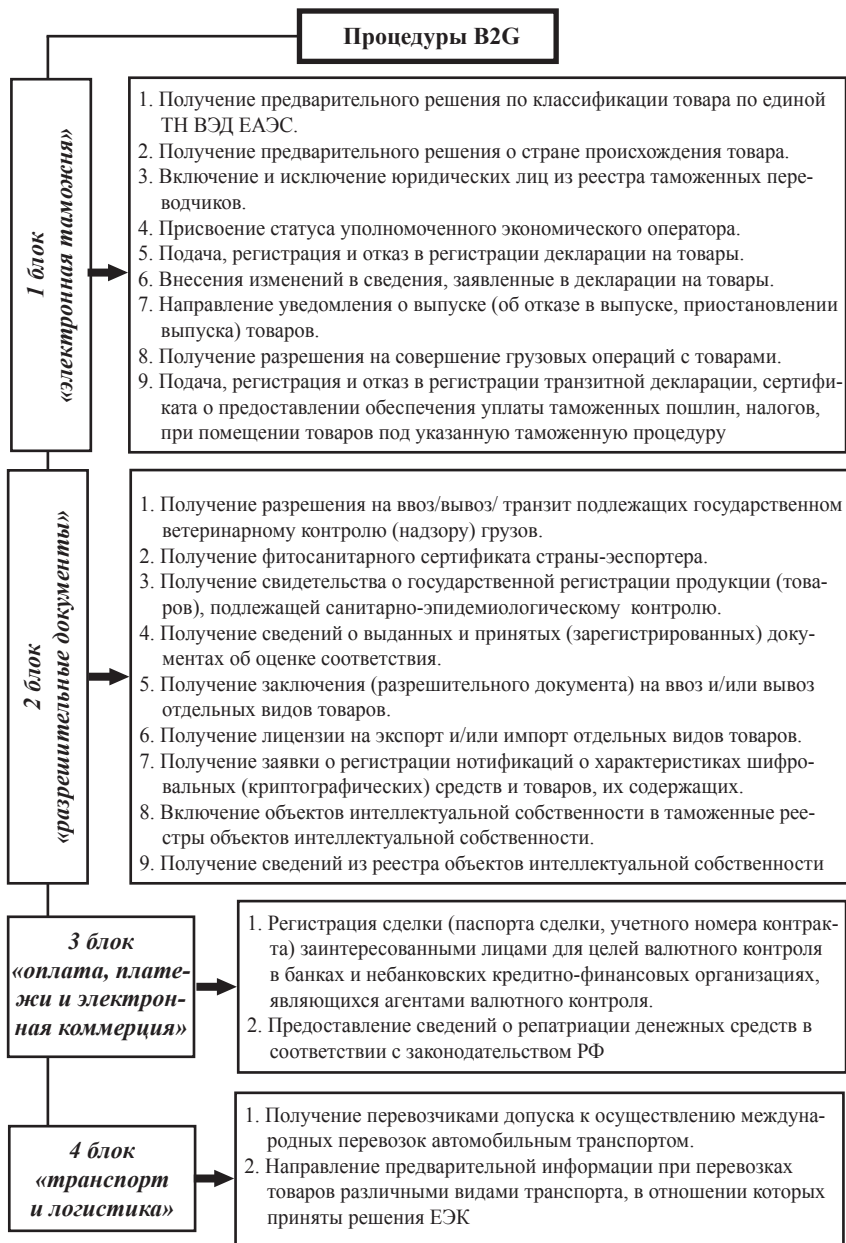 Процедуры B2G
1 блок
«электронная таможня»
1. Получение предварительного решения по классификации товара по единой
ТН ВЭД ЕАЭС.
2. Получение предварительного решения о стране происхождения товара.
3. Включение и исключение юридических лиц из реестра таможенных пере-
водчиков.
4. Присвоение статуса уполномоченного экономического оператора.
5. Подача, регистрация и отказ в регистрации декларации на товары.
6. Внесения изменений в сведения, заявленные в декларации на товары.
7. Направление уведомления о выпуске (об отказе в выпуске, приостановлении
выпуска) товаров.
8. Получение разрешения на совершение грузовых операций с товарами.
9. Подача, регистрация и отказ в регистрации транзитной декларации, сертифи-
ката о предоставлении обеспечения уплаты таможенных пошлин, налогов,
при помещении товаров под указанную таможенную процедуру
2 блок
«разрешительные документы»
1. Получение разрешения на ввоз/вывоз/ транзит подлежащих государственном
ветеринарному контролю (надзору) грузов.
2. Получение фитосанитарного сертификата страны-эеспортера.
3. Получение свидетельства о государственной регистрации продукции (това-
ров), подлежащей санитарно-эпидемиологическому контролю.
4. Получение сведений о выданных и принятых (зарегистрированных) доку-
ментах об оценке соответствия.
5. Получение заключения (разрешительного документа) на ввоз и/или вывоз
отдельных видов товаров.
6. Получение лицензии на экспорт и/или импорт отдельных видов товаров.
7. Получение заявки о регистрации нотификаций о характеристиках шифро-
вальных (криптографических) средств и товаров, их содержащих.
8. Включение объектов интеллектуальной собственности в таможенные рее-
стры объектов интеллектуальной собственности.
9. Получение сведений из реестра объектов интеллектуальной собственности
3 блок
«оплата, плате-
жи и электрон-
ная коммерция»
1. Регистрация сделки (паспорта сделки, учетного номера контрак-
та) заинтересованными лицами для целей валютного контроля
в банках и небанковских кредитно-финансовых организациях,
являющихся агентами валютного контроля.
2. Предоставление сведений о репатриации денежных средств в
соответствии с законодательством РФ
4 блок
«транспорт
и логистика»
1. Получение перевозчиками допуска к осуществлению междуна-
родных перевозок автомобильным транспортом.
2. Направление предварительной информации при перевозках
товаров различными видами транспорта, в отношении которых
приняты решения ЕЭК